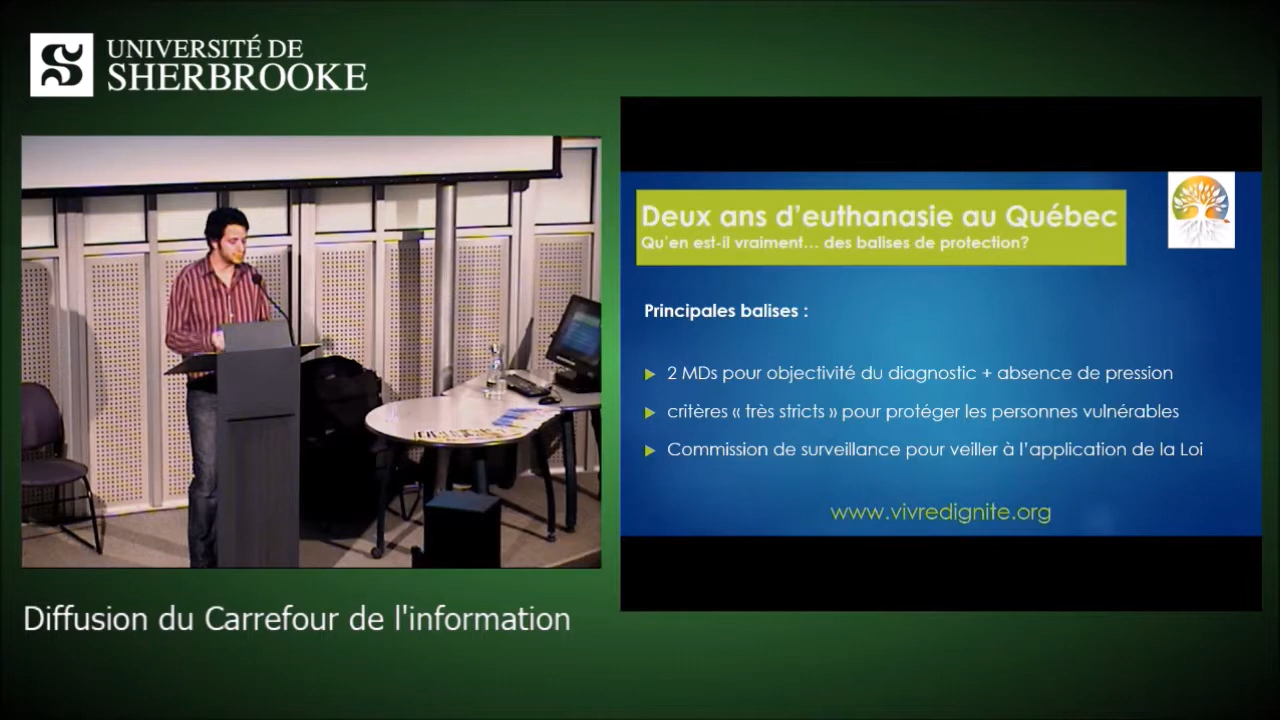 UNIVERSITÉ DE
SHERBROOKE
Deux ans d’euthanasie au Québec
Qu’en est-il vraiment... des balises de protection?
Principales balises :
2 MDs pour objectivité du diagnostic + absence de pression
critères « très stricts » pour protéger les personnes vulnérables
Commission de surveillance pour veiller à l’application de la Loi
www.vivredignite.org
Diffusion du Carrefour de l'information